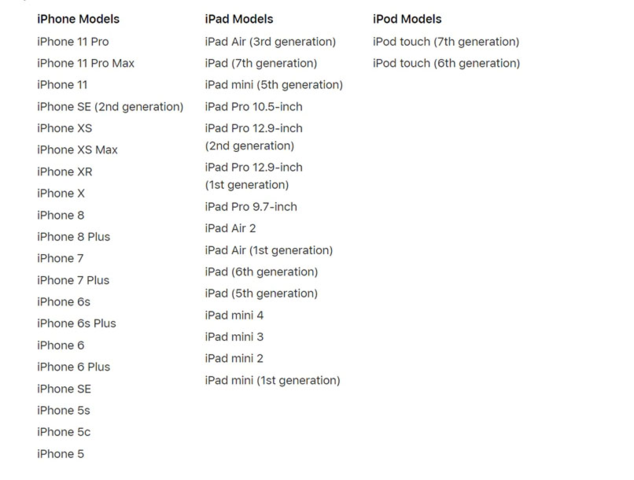 iPhone Models
iPhone 11 Pro
iPhone 11 Pro Max
iPhone 11
iPhone SE (2nd generation)
iPhone XS
iPhone XS Max
iPhone XR
iPhone X
iPhone 8
iPhone 8 Plus
iPhone 7
iPhone 7 Plus
iPhone 6s
iPhone 6s Plus
iPhone 6
iPhone 6 Plus
iPhone SE
iPhone 5s
iPhone 5c
iPhone 5
iPad Models
iPad Air (3rd generation)
iPad (7th generation)
iPad mini (5th generation)
iPad Pro 10.5-inch
iPad Pro 12.9-inch
(2nd generation)
iPad Pro 12.9-inch
(1st generation)
iPad Pro 9.7-inch
iPad Air 2
iPad Air (1st generation)
iPad (6th generation)
iPad (5th generation)
iPad mini 4
iPad mini 3
iPad mini 2
iPad mini (1st generation)
iPod Models
iPod touch (7th generation)
iPod touch (6th generation)